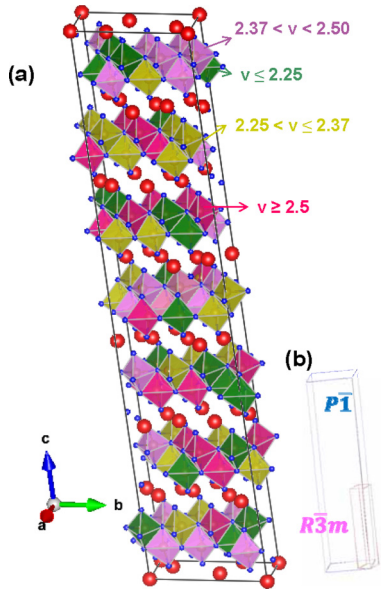 2.37 < v < 2.50
(a)
v ≤ 2.25
2.25 < v ≤ 2.37
v ≥ 2.5
(b)
P1̅
c
b
a
R3̅m